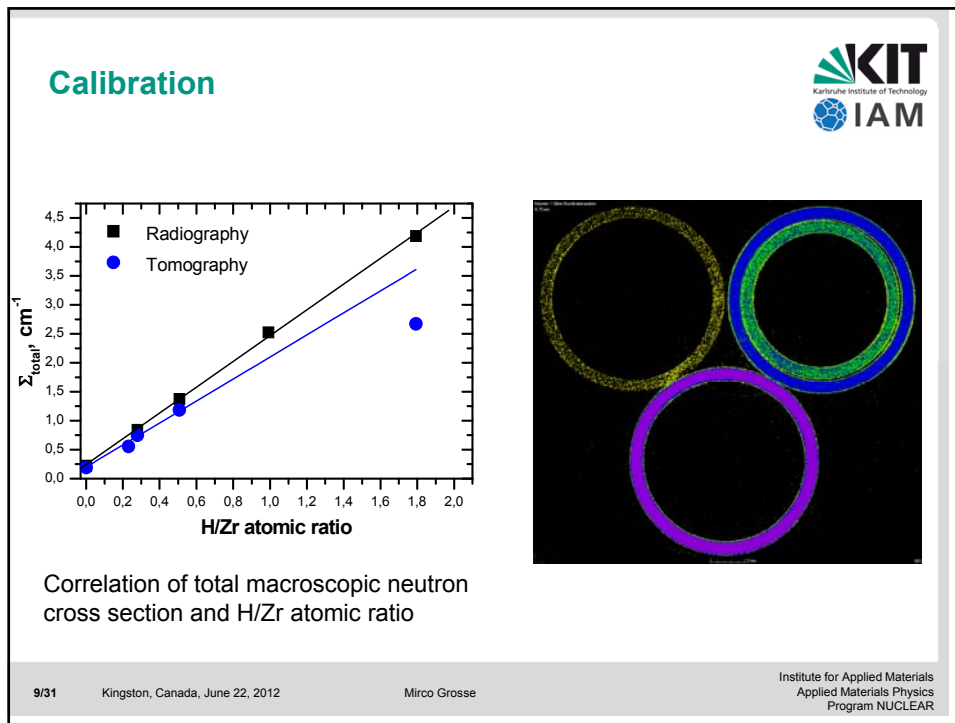 Calibration
KIT
Karlsruhe Institute of Technology
IAM
4,5
4,0
3,5
3,0
2,5
2,0
1,5
1,0
0,5
0,0
Σtotal, cm-1
Radiography
Tomography
0,0 0,2 0,4 0,6 0,8 1,0 1,2 1,4 1,6 1,8 2,0
H/Zr atomic ratio
Correlation of total macroscopic neutron
cross section and H/Zr atomic ratio
9/31 Kingston, Canada, June 22, 2012 Mirco Grosse
Institute for Applied Materials
Applied Materials Physics
Program NUCLEAR